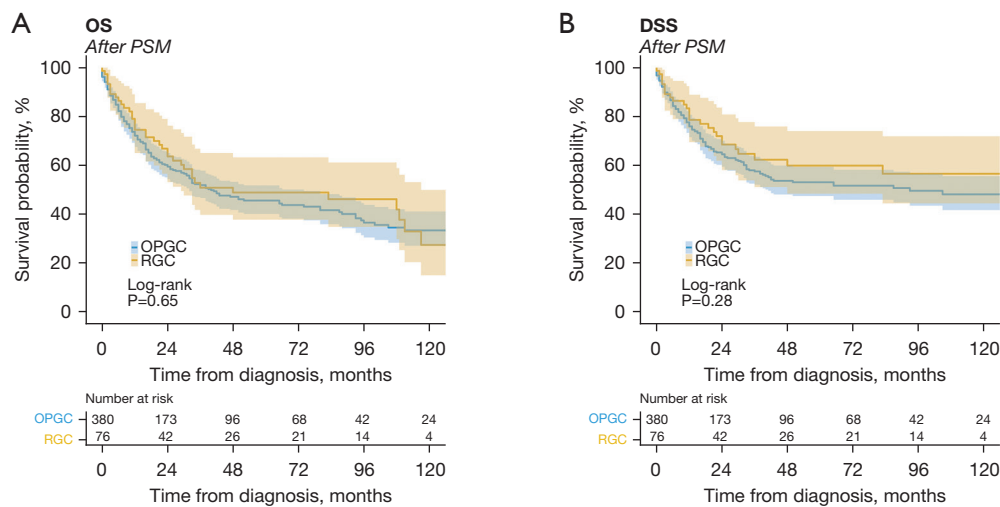 A
OS
After PSM
Survival probability, %
100
80
60
40
20
0
OPGC
RGC
Log-rank
P=0.65
0 24 48 72 96 120
Time from diagnosis, months
Number at risk
OPGC 380 173 96 68 42 24
RGC 76 42 26 21 14 4
0 24 48 72 96 120
Time from diagnosis, months
B
DSS
After PSM
Survival probability, %
100
80
60
40
20
0
OPGC
RGC
Log-rank
P=0.28
0 24 48 72 96 120
Time from diagnosis, months
Number at risk
OPGC 380 173 96 68 42 24
RGC 76 42 26 21 14 4
0 24 48 72 96 120
Time from diagnosis, months